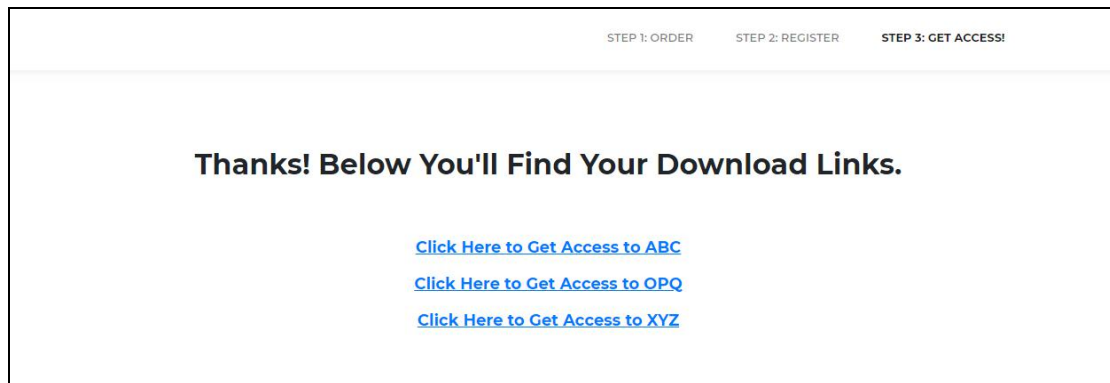 STEP 1: ORDER STEP 2: REGISTER STEP 3: GET ACCESS!
Thanks! Below You'll Find Your Download Links.
Click Here to Get Access to ABC
Click Here to Get Access to OPQ
Click Here to Get Access to XYZ